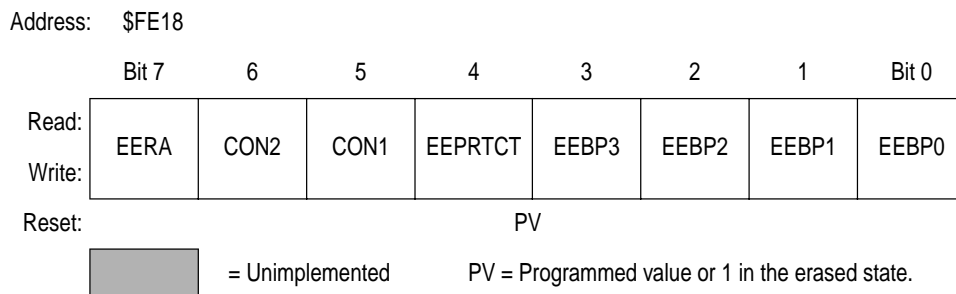 Address: $FE18
Bit 7 6 5 4 3 2 1 Bit 0
Read:
EERA CON2 CON1 EEPRTCT EEBP3 EEBP2 EEBP1 EEBP0
Write:
Reset: PV
= Unimplemented PV = Programmed value or 1 in the erased state.